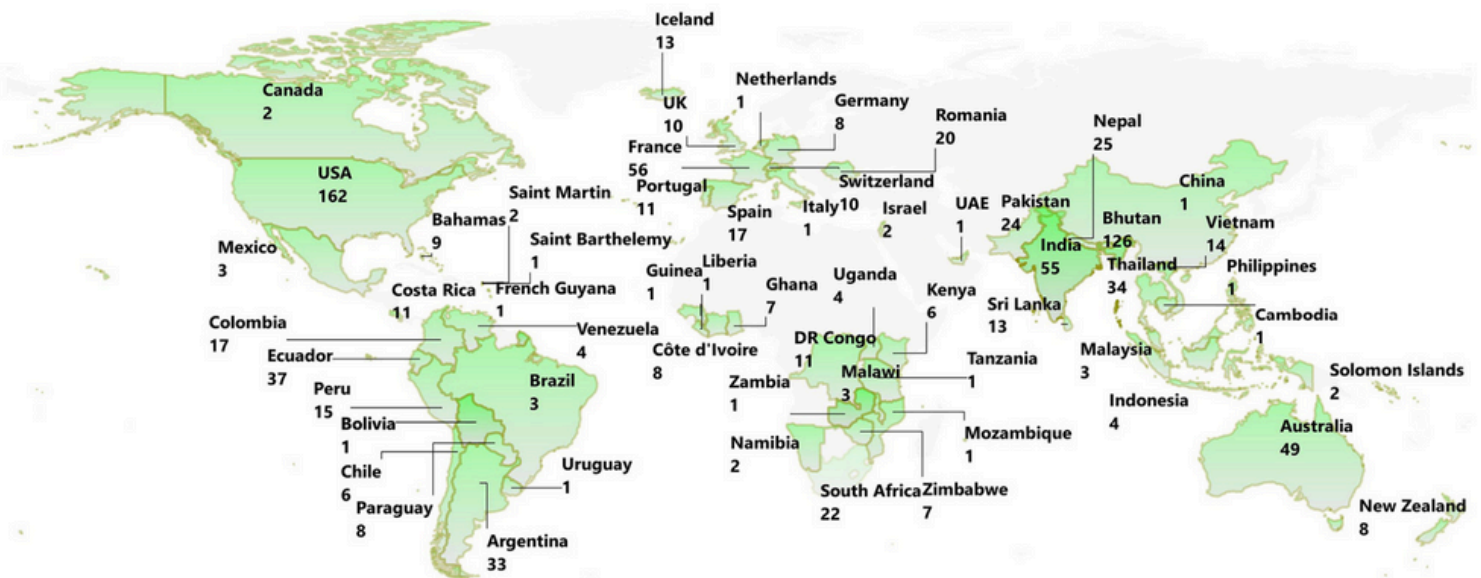 Iceland
13
Netherlands
1
Canada
2
UK
10
Germany
8
Romania
20
Nepal
25
France
56
USA
162
Portugal
11
Switzerland
10
Saint Martin
2
Spain
17
Italy
1
Israel
2
UAE
1
Pakistan
24
China
1
Bhutan
126
Vietnam
14
Bahamas
9
Mexico
3
Saint Barthelemy
1
India
55
Thailand
34
Philippines
1
Guinea
1
Liberia
1
Ghana
7
Uganda
4
Kenya
6
Costa Rica
11
French Guyana
1
Sri Lanka
13
Cambodia
1
Colombia
17
Venezuela
4
Ecuador
37
Côte d'Ivoire
8
DR Congo
11
Malawi
3
Tanzania
1
Malaysia
3
Solomon Islands
2
Peru
15
Brazil
3
Zambia
1
Indonesia
4
Bolivia
1
Namibia
2
Mozambique
1
Australia
49
Chile
6
Uruguay
1
Paraguay
8
South Africa
22
Zimbabwe
7
New Zealand
8
Argentina
33